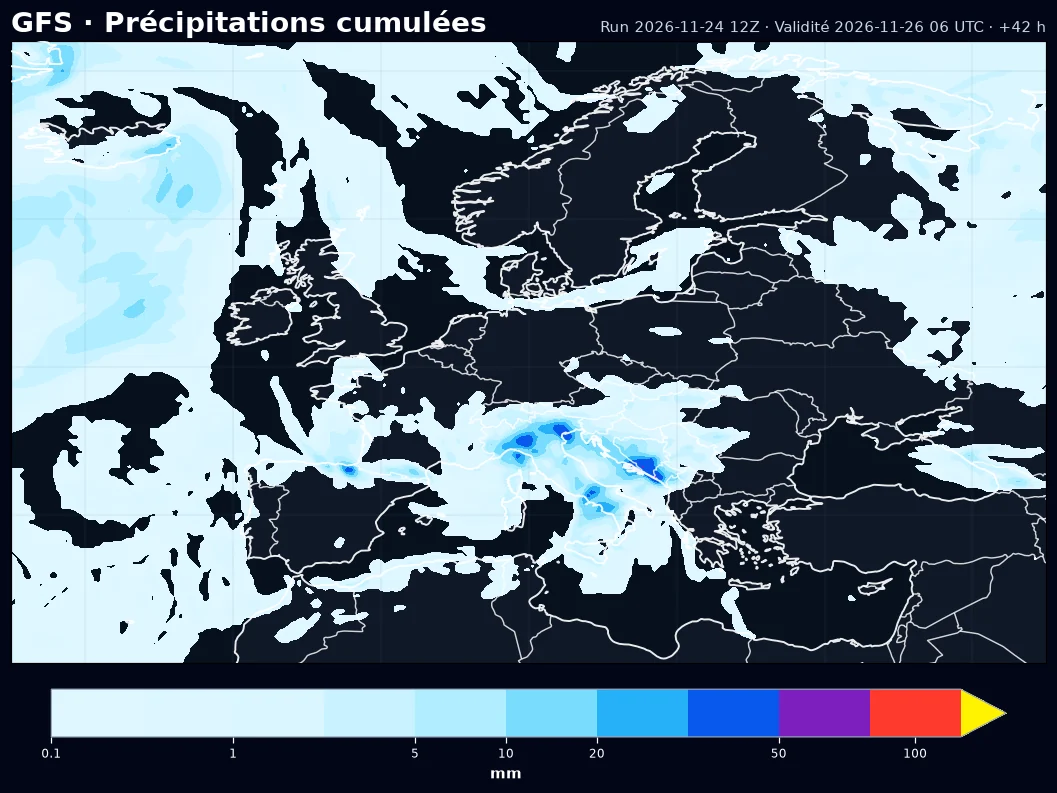 GFS · Précipitations cumulées
Run 2026-11-24 12Z · Validité 2026-11-26 06 UTC · +42 h
0.1 1 5 10 20 50 100
mm